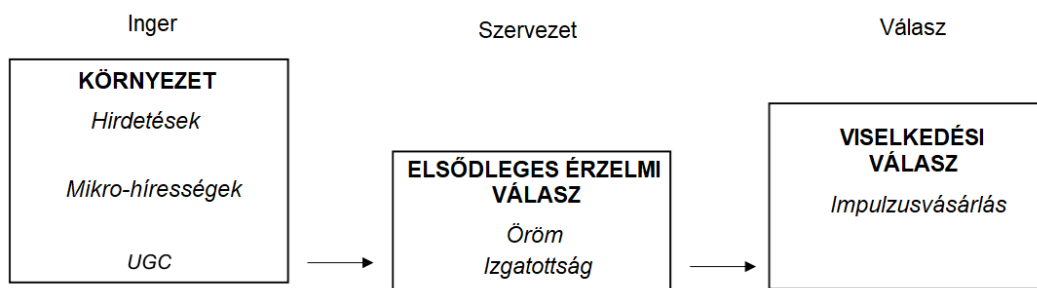 Inger
Szervezet
Válasz
KÖRNYEZET
Hirdetések
Mikro-hírességek
UGC
ELSŐDLEGES ÉRZELMI
VÁLASZ
Öröm
Izgatottság
VISELKEDÉSI
VÁLASZ
Impulzusvásárlás